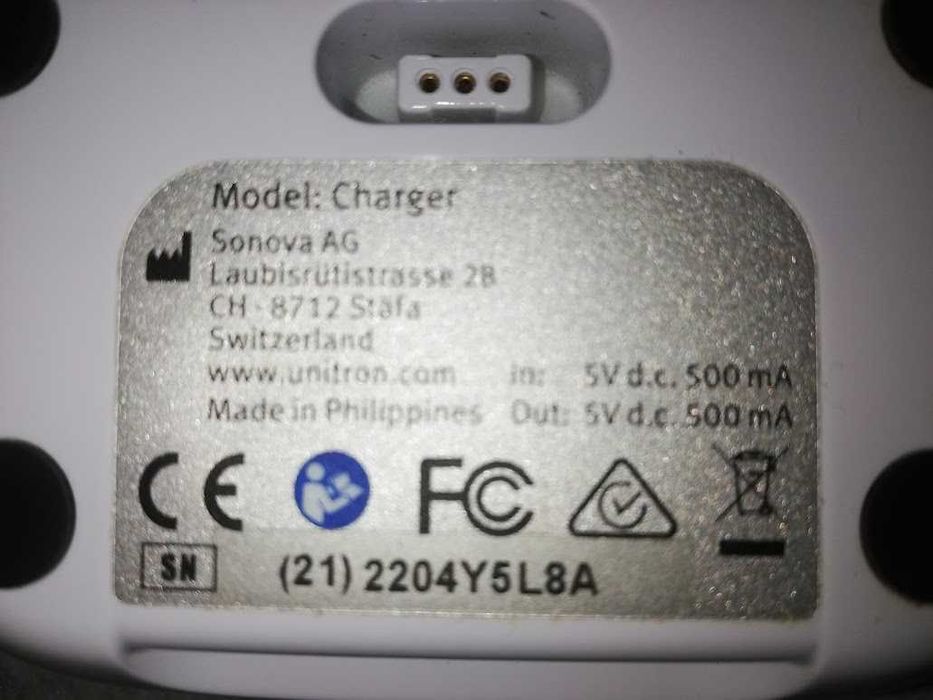 Model: Charger
Sonova AG
Laubisrütistrasse 28
CH - 8712 Stäfa
Switzerland
www.unitron.com in: 5V d.c. 500 mA
Made in Philippines Out: 5V d.c. 500 mA
CE FC
SN (21) 2204Y5L8A